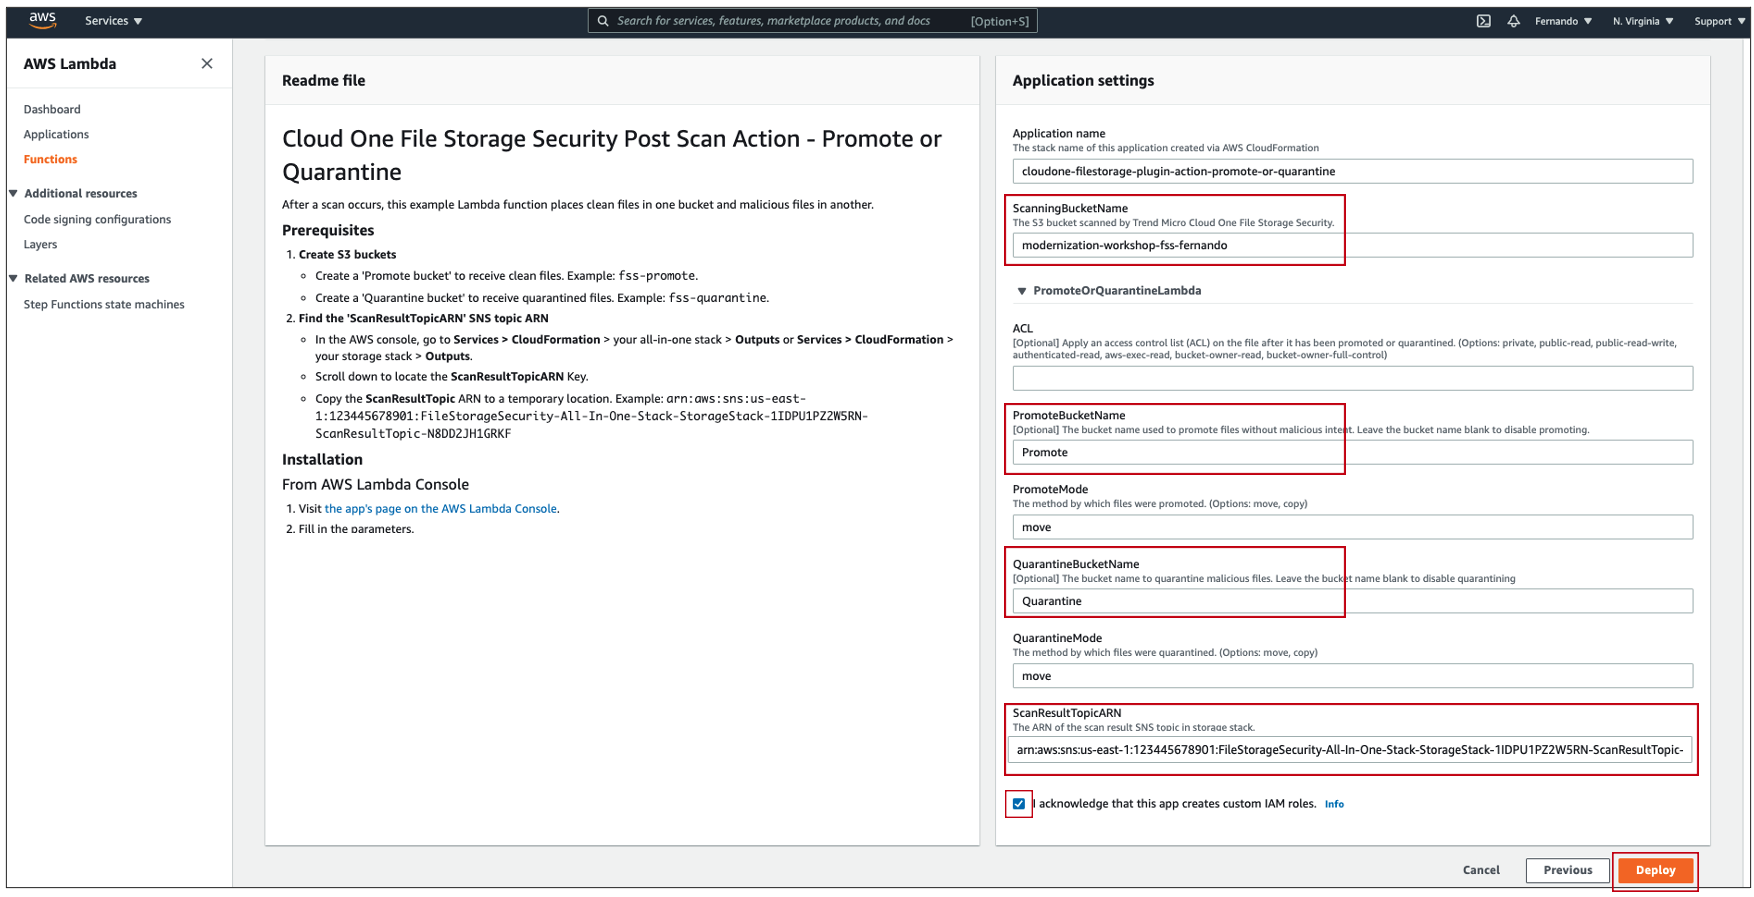 aws
Services
Search for services, features, marketplace products, and docs
[Option+S]
Fernando
N. Virginia
Support
AWS Lambda
Dashboard
Applications
Functions
Additional resources
Code signing configurations
Layers
Related AWS resources
Step Functions state machines
Readme file
Cloud One File Storage Security Post Scan Action - Promote or
Quarantine
After a scan occurs, this example Lambda function places clean files in one bucket and malicious files in another.
Prerequisites
1. Create S3 buckets
Create a 'Promote bucket' to receive clean files. Example: fss-promote.
Create a 'Quarantine bucket' to receive quarantined files. Example: fss-quarantine.
2. Find the 'ScanResultTopicARN' SNS topic ARN
In the AWS console, go to Services > CloudFormation > your all-in-one stack > Outputs or Services > CloudFormation >
your storage stack > Outputs.
Scroll down to locate the ScanResultTopicARN Key.
Copy the ScanResultTopic ARN to a temporary location. Example: arn:aws:sns:us-east-
1:123445678901:FileStorageSecurity-All-In-One-Stack-StorageStack-1IDPU1PZ2W5RN-
ScanResultTopic-N8DD2JH1GRKF
Installation
From AWS Lambda Console
1. Visit the app's page on the AWS Lambda Console.
2. Fill in the parameters.
Application settings
Application name
The stack name of this application created via AWS CloudFormation
cloudone-filestorage-plugin-action-promote-or-quarantine
ScanningBucketName
The S3 bucket scanned by Trend Micro Cloud One File Storage Security.
modernization-workshop-fss-fernando
PromoteOrQuarantineLambda
ACL
[Optional] Apply an access control list (ACL) on the file after it has been promoted or quarantined. (Options: private, public-read, public-read-write,
authenticated-read, aws-exec-read, bucket-owner-read, bucket-owner-full-control)
PromoteBucketName
[Optional] The bucket name used to promote files without malicious intent. Leave the bucket name blank to disable promoting.
Promote
PromoteMode
The method by which files were promoted. (Options: move, copy)
move
QuarantineBucketName
[Optional] The bucket name to quarantine malicious files. Leave the bucket name blank to disable quarantining
Quarantine
QuarantineMode
The method by which files were quarantined. (Options: move, copy)
move
ScanResultTopicARN
The ARN of the scan result SNS topic in storage stack.
arn:aws:sns:us-east-1:123445678901:FileStorageSecurity-All-In-One-Stack-StorageStack-1IDPU1PZ2W5RN-ScanResultTopic-
I acknowledge that this app creates custom IAM roles. Info
Cancel
Previous
Deploy